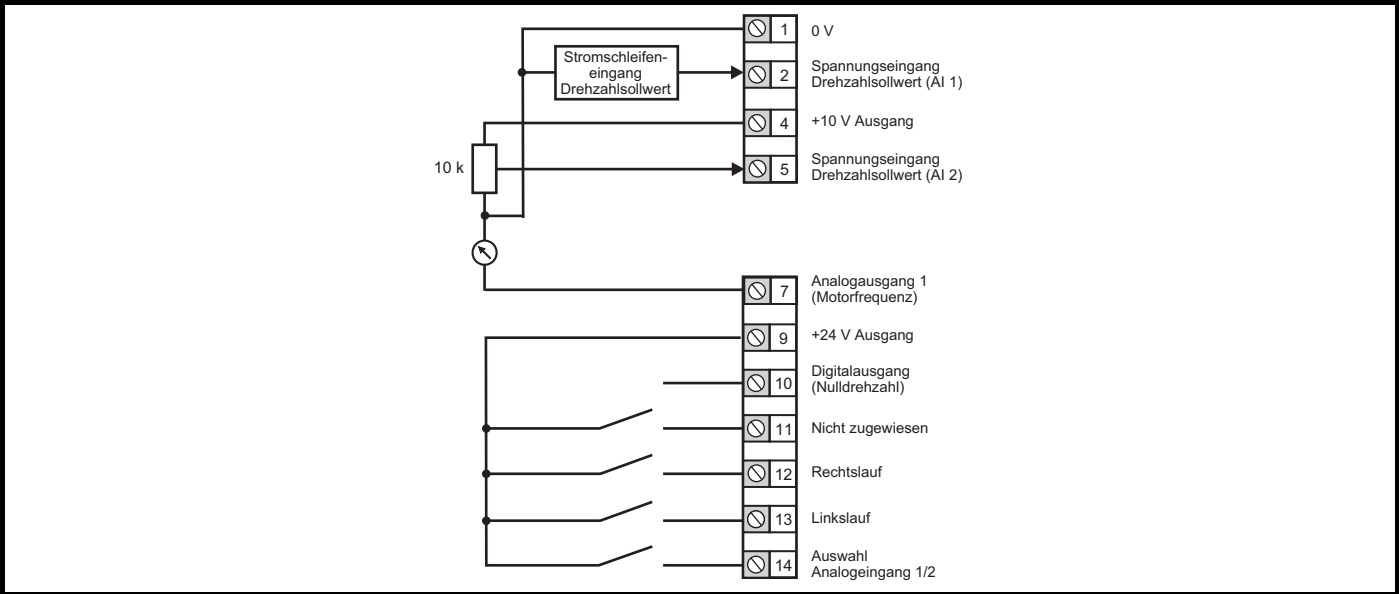 1
0 V
Stromschleifen-
eingang
Drehzahlsollwert
2
Spannungseingang
Drehzahlsollwert (AI 1)
4
+10 V Ausgang
10 k
5
Spannungseingang
Drehzahlsollwert (AI 2)
7
Analogausgang 1
(Motorfrequenz)
9
+24 V Ausgang
10
Digitalausgang
(Nulldrehzahl)
11
Nicht zugewiesen
12
Rechtslauf
13
Linkslauf
14
Auswahl
Analogeingang 1/2